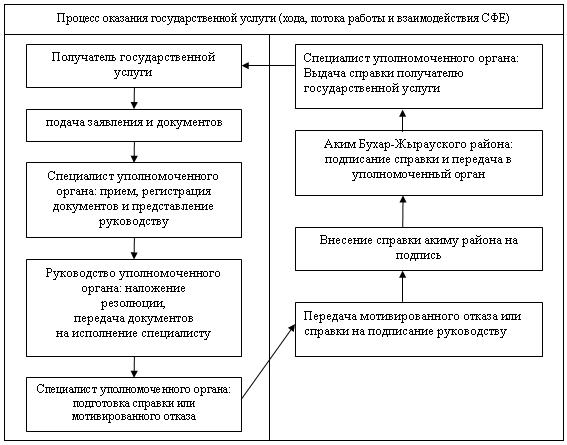 Процесс оказания государственной услуги (хода, потока работы и взаимодействия СФЕ)
Получатель государственной
услуги
подача заявления и документов
Специалист уполномоченного
органа: прием, регистрация
документов и представление
руководству
Руководство уполномоченного
органа: наложение
резолюции,
передача документов
на исполнение специалисту
Специалист уполномоченного органа:
подготовка справки или
мотивированного отказа
Передача мотивированного отказа или
справки на подписание руководству
Внесение справки акиму района на
подпись
Аким Бухар-Жырауского района:
подписание справки и передача в
уполномоченный орган
Специалист уполномоченного органа:
Выдача справки получателю
государственной услуги